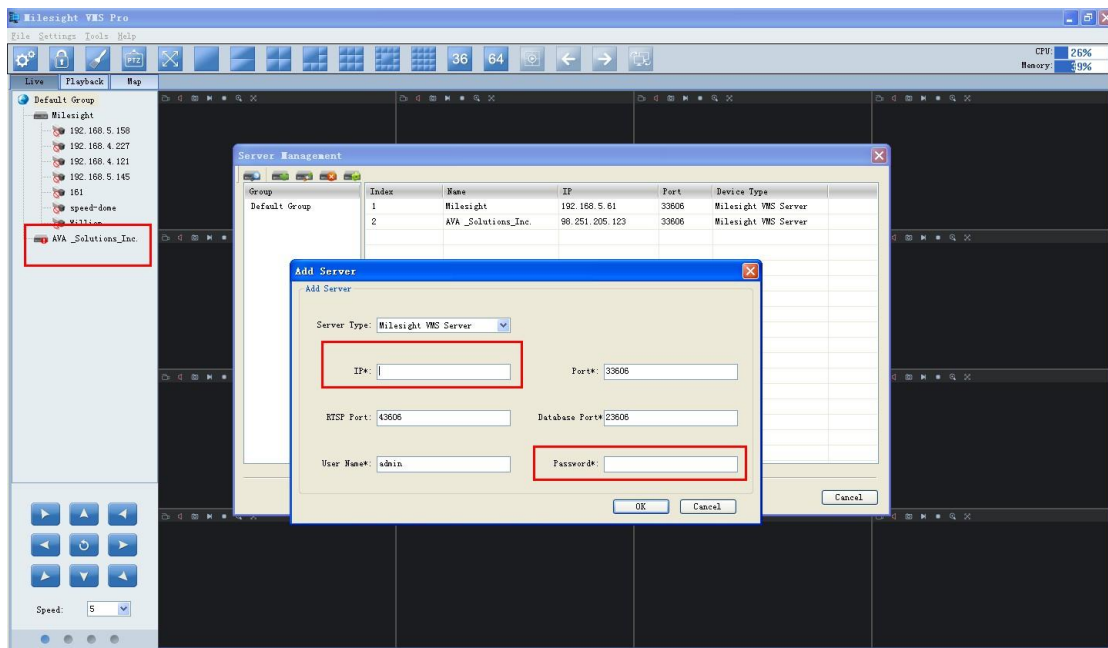 Milesight VMS Pro
File Settings Tools Help
PTZ
36
64
CPU: 26%
Memory: 39%
Live Playback Map
Default Group
Milesight
192.168.5.158
192.168.4.227
192.168.4.121
192.168.5.145
161
speed-dome
Million
AVA _Solutions_Inc.
Server Management
Group Index Name IP Port Device Type
Default Group 1 Milesight 192.168.5.61 33606 Milesight VMS Server
2 AVA _Solutions_Inc. 98.251.205.123 33606 Milesight VMS Server
Add Server
Add Server
Server Type: Milesight VMS Server
IP*: Port*: 33606
RTSP Port: 43606 Database Port* 23606
User Name*: admin Password*:
OK Cancel
Cancel
Speed: 5